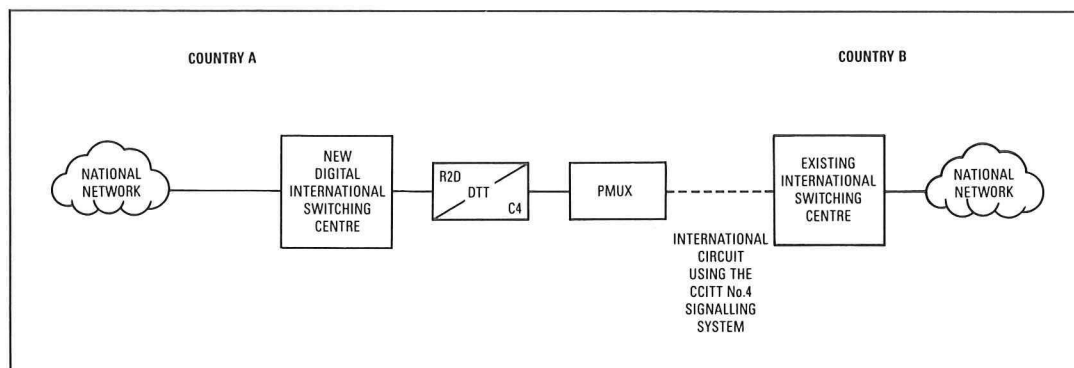 COUNTRY A
COUNTRY B
NATIONAL
NETWORK
NEW
DIGITAL
INTERNATIONAL
SWITCHING
CENTRE
R2D
DTT
C4
PMUX
INTERNATIONAL
CIRCUIT
USING THE
CCITT No.4
SIGNALLING
SYSTEM
EXISTING
INTERNATIONAL
SWITCHING
CENTRE
NATIONAL
NETWORK